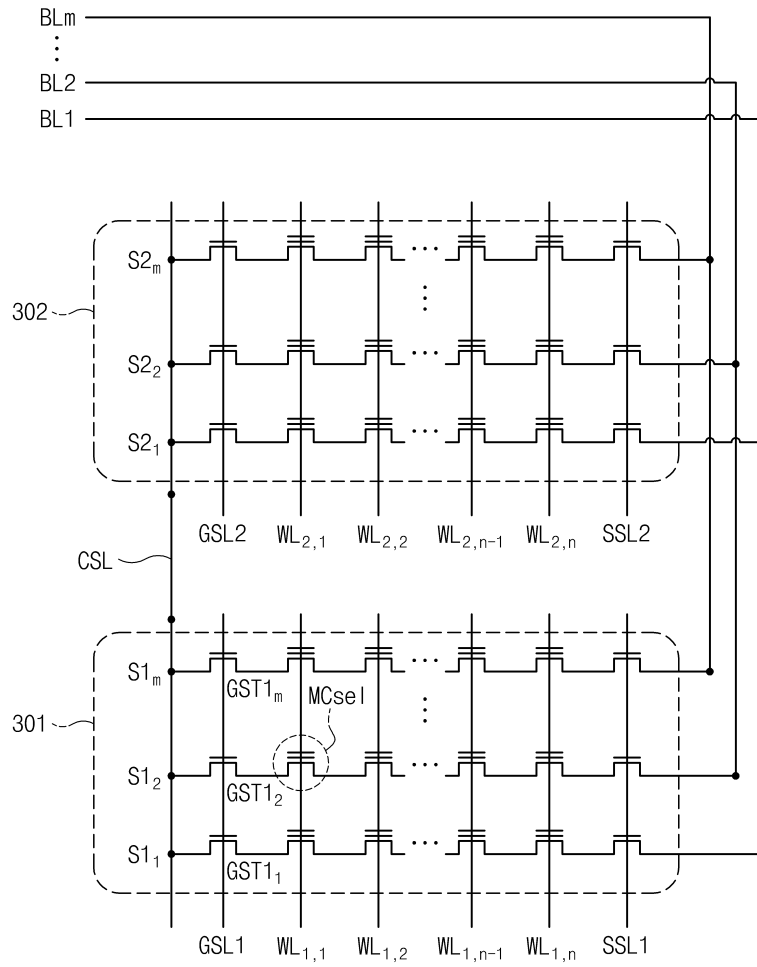 BLm
⋮
BL2
BL1
S2ₘ
302
S2₂
S2₁
GSL2 WL₂,₁ WL₂,₂ WL₂,ₙ₋₁ WL₂,ₙ SSL2
CSL
S1ₘ
GST1ₘ
MCsel
301
S1₂
GST1₂
S1₁
GST1₁
GSL1 WL₁,₁ WL₁,₂ WL₁,ₙ₋₁ WL₁,ₙ SSL1